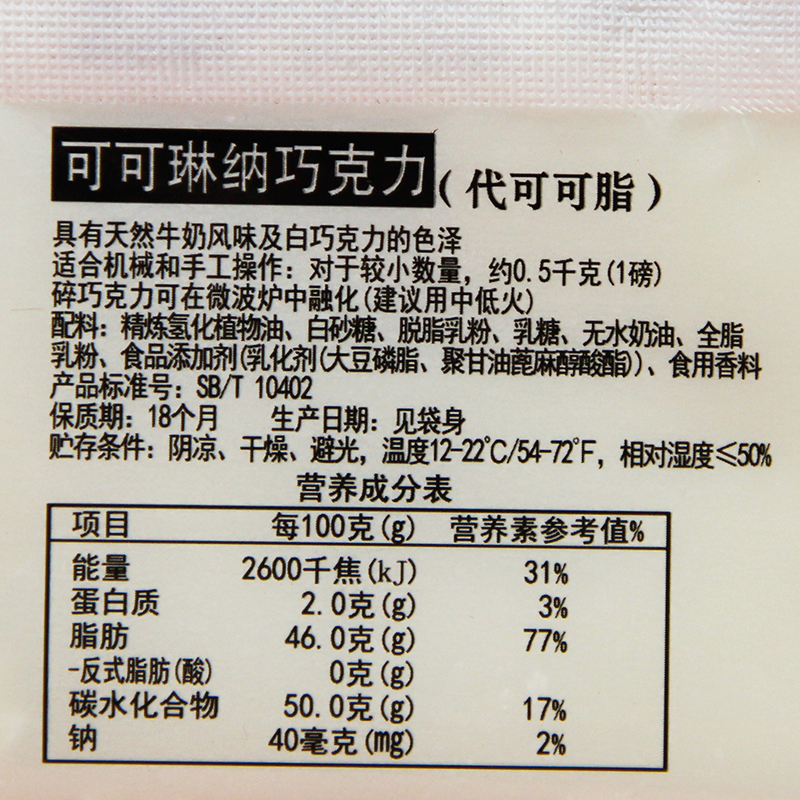 可可琳纳巧克力(代可可脂)
具有天然牛奶风味及白巧克力的色泽
适合机械和手工操作：对于较小数量，约0.5千克(1磅)
碎巧克力可在微波炉中融化(建议用中低火)
配料：精炼氢化植物油、白砂糖、脱脂乳粉、乳糖、无水奶油、全脂
乳粉、食品添加剂(乳化剂(大豆磷脂、聚甘油蓖麻醇酸酯))、食用香料
产品标准号：SB/T 10402
保质期：18个月 生产日期：见袋身
贮存条件：阴凉、干燥、避光，温度12-22℃/54-72°F，相对湿度≤50%
营养成分表
项目 每100克(g) 营养素参考值%
能量 2600千焦(kJ) 31%
蛋白质 2.0克(g) 3%
脂肪 46.0克(g) 77%
-反式脂肪(酸) 0克(g)
碳水化合物 50.0克(g) 17%
钠 40毫克(mg) 2%